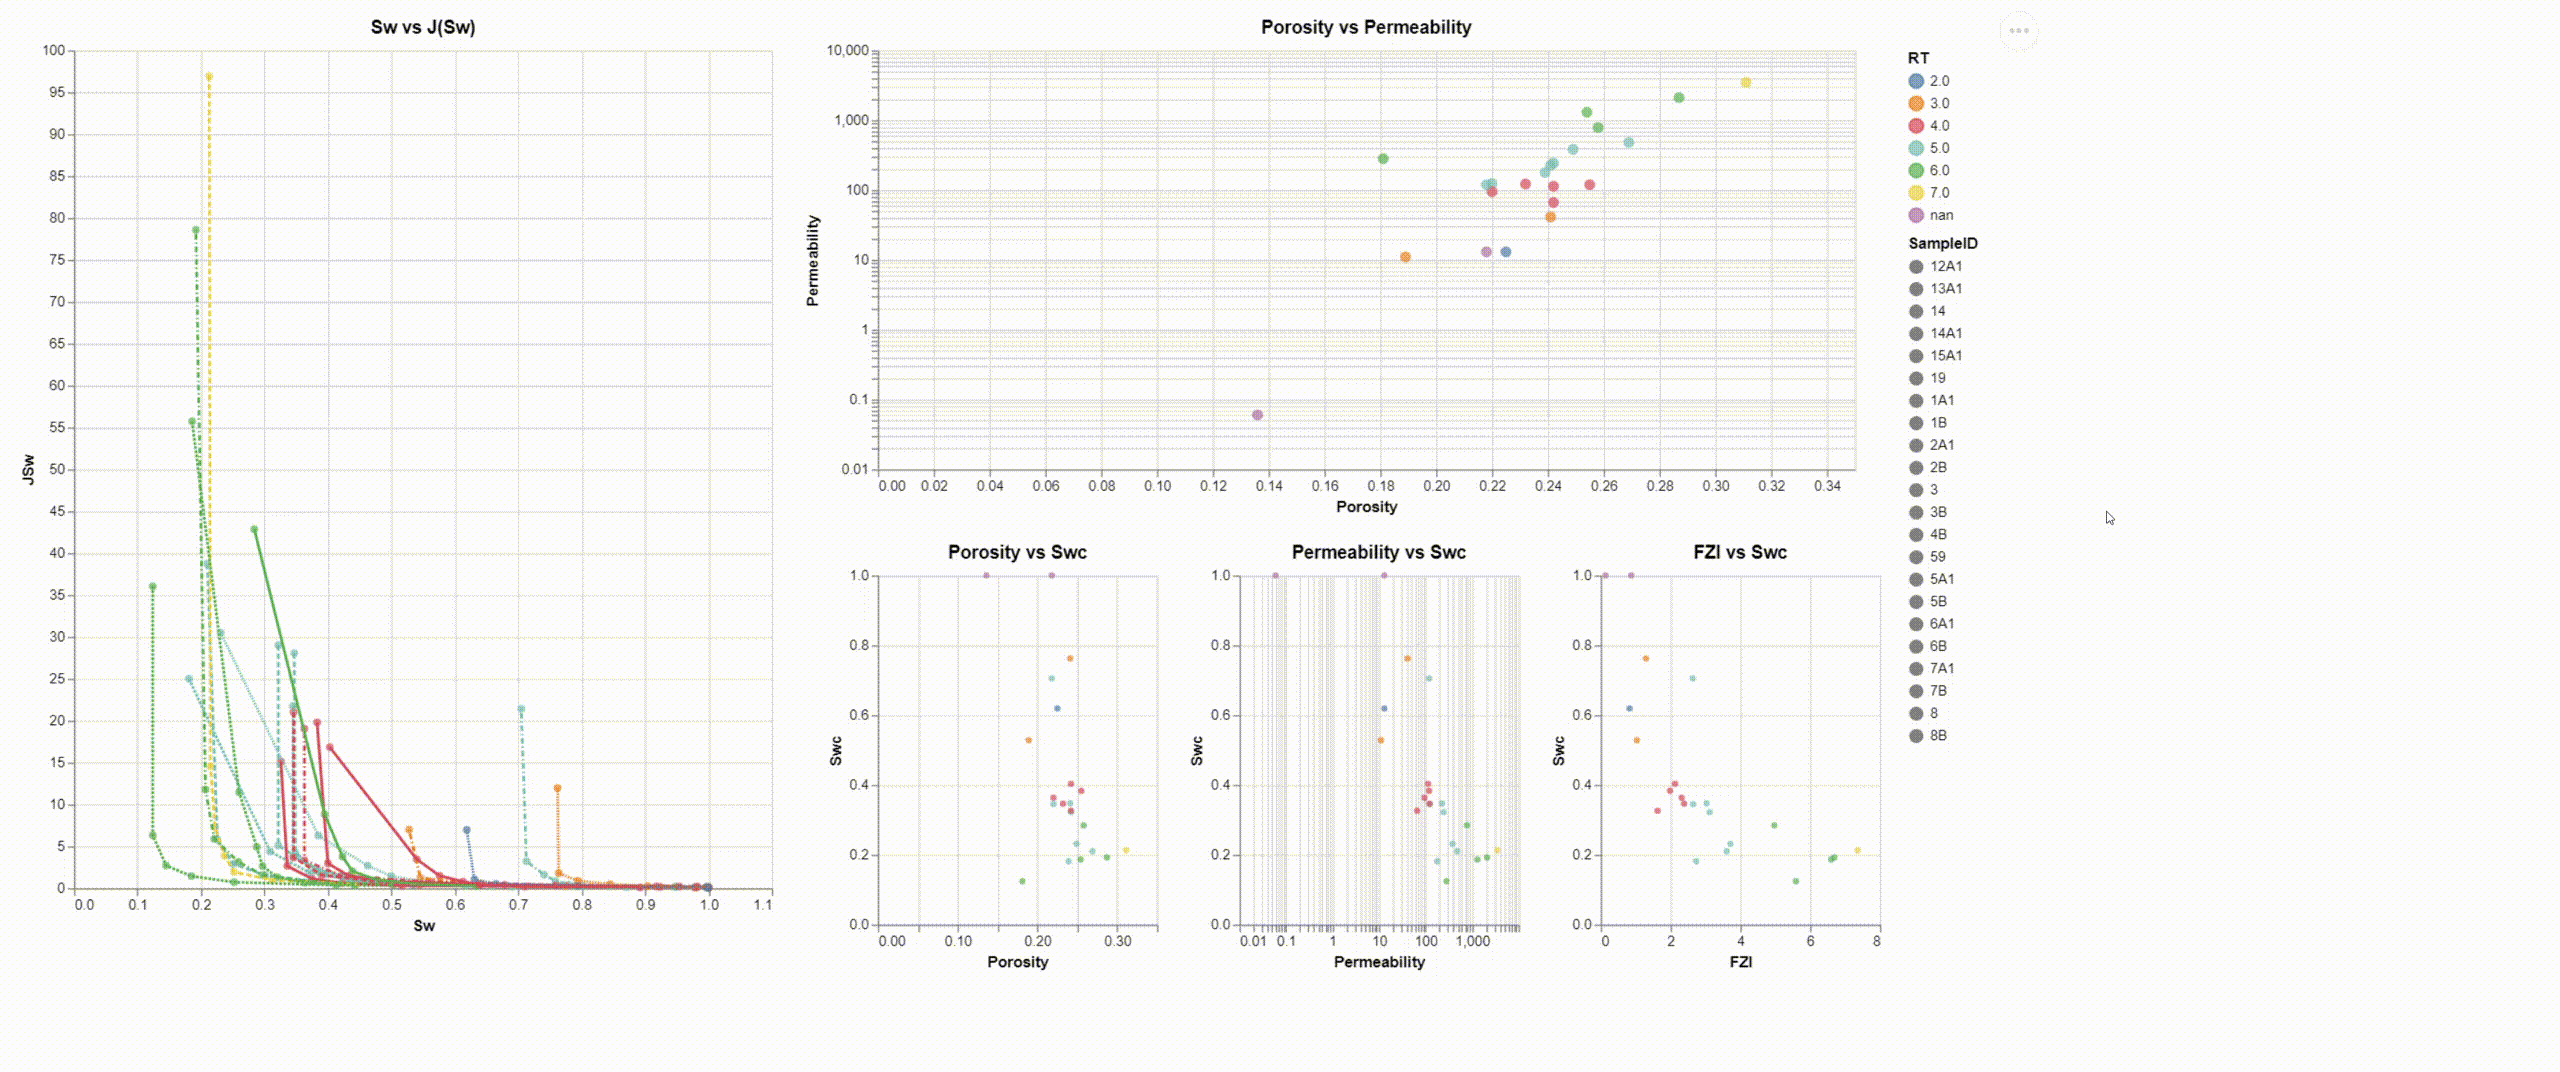 Sw vs J(Sw)
100
95
90
85
80
75
70
65
60
55
50
45
40
35
30
25
20
15
10
5
0
JSw
0.0 0.1 0.2 0.3 0.4 0.5 0.6 0.7 0.8 0.9 1.0 1.1
Sw
Porosity vs Permeability
10,000
1,000
100
10
1
0.1
0.01
Permeability
0.00 0.02 0.04 0.06 0.08 0.10 0.12 0.14 0.16 0.18 0.20 0.22 0.24 0.26 0.28 0.30 0.32 0.34
Porosity
Porosity vs Swc
1.0
0.8
0.6
0.4
0.2
0.0
Swc
0.00 0.10 0.20 0.30
Porosity
Permeability vs Swc
1.0
0.8
0.6
0.4
0.2
0.0
Swc
0.01 0.1 1 10 100 1,000
Permeability
FZI vs Swc
1.0
0.8
0.6
0.4
0.2
0.0
Swc
0 2 4 6 8
FZI
RT
2.0
3.0
4.0
5.0
6.0
7.0
nan
SampleID
12A1
13A1
14
14A1
15A1
19
1A1
1B
2A1
2B
3
3B
4B
59
5A1
5B
6A1
6B
7A1
7B
8
8B